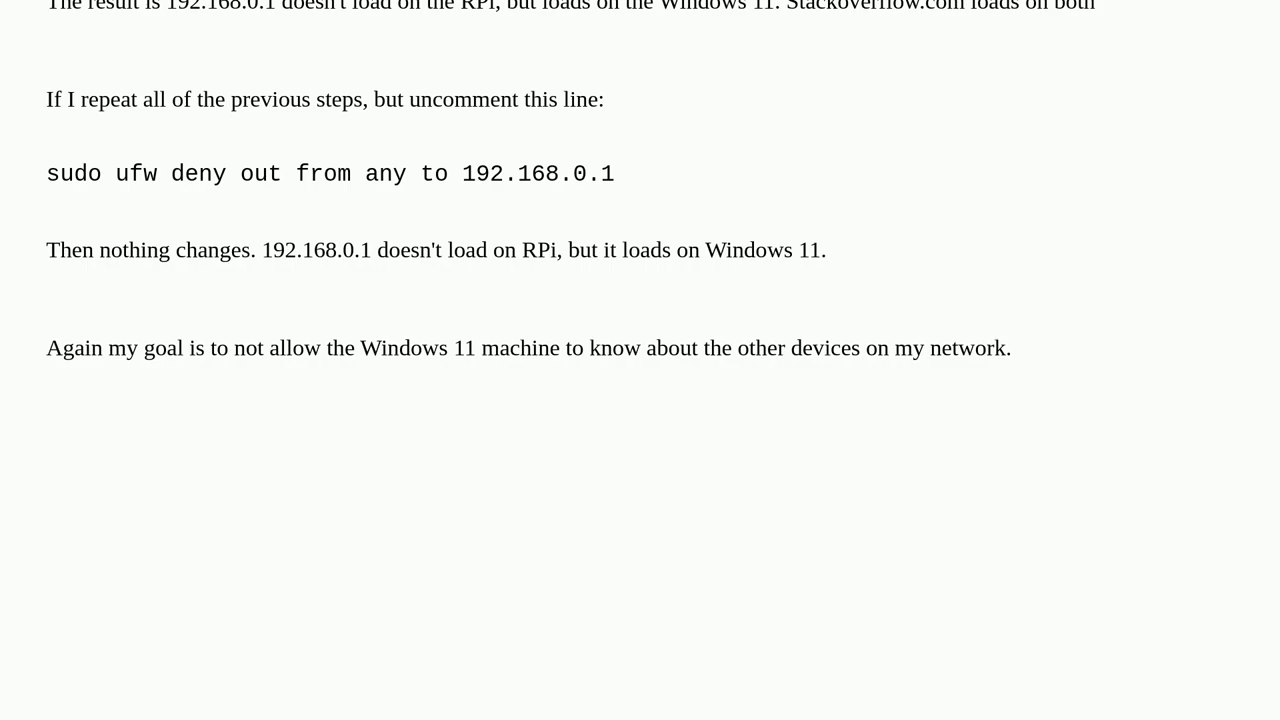 The result is 192.168.0.1 doesn't load on the RPi, but loads on the Windows 11. Stackoverflow.com loads on both
If I repeat all of the previous steps, but uncomment this line:
sudo ufw deny out from any to 192.168.0.1
Then nothing changes. 192.168.0.1 doesn't load on RPi, but it loads on Windows 11.
Again my goal is to not allow the Windows 11 machine to know about the other devices on my network.